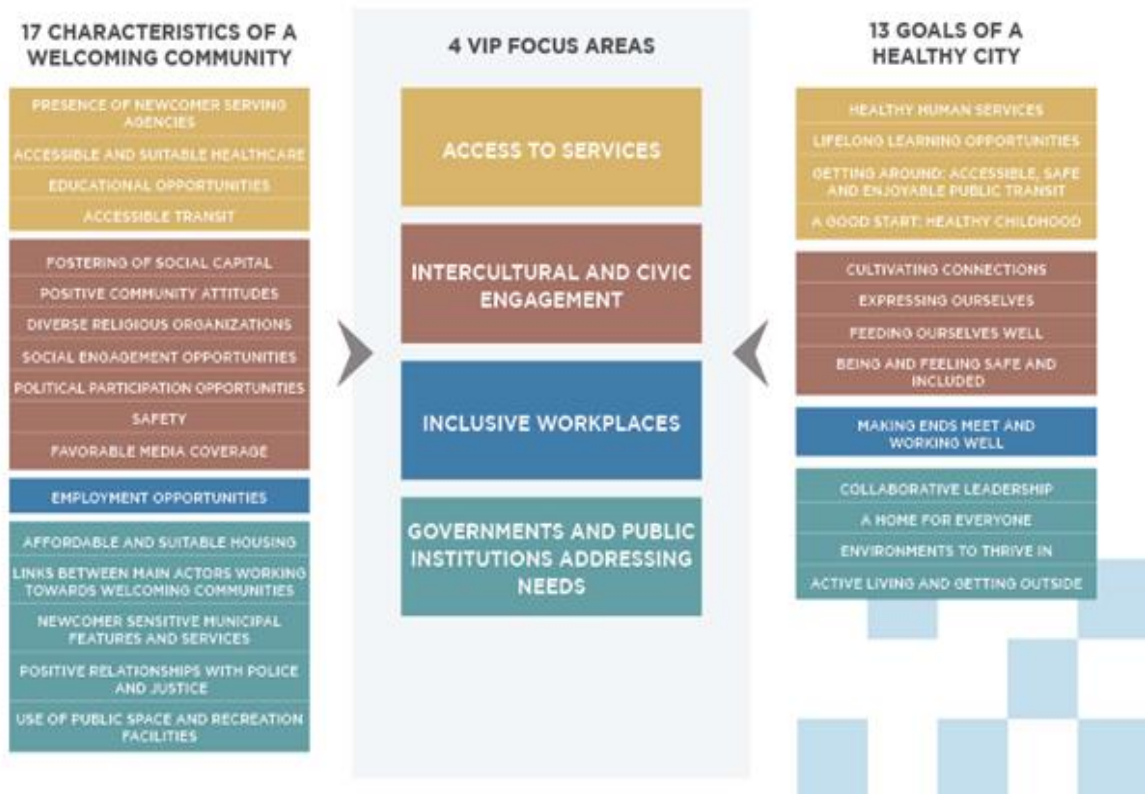 17 CHARACTERISTICS OF A
WELCOMING COMMUNITY
PRESENCE OF NEWCOMER SERVING
AGENCIES
ACCESSIBLE AND SUITABLE HEALTHCARE
EDUCATIONAL OPPORTUNITIES
ACCESSIBLE TRANSIT
FOSTERING OF SOCIAL CAPITAL
POSITIVE COMMUNITY ATTITUDES
DIVERSE RELIGIOUS ORGANIZATIONS
SOCIAL ENGAGEMENT OPPORTUNITIES
POLITICAL PARTICIPATION OPPORTUNITIES
SAFETY
FAVORABLE MEDIA COVERAGE
EMPLOYMENT OPPORTUNITIES
AFFORDABLE AND SUITABLE HOUSING
LINKS BETWEEN MAIN ACTORS WORKING
TOWARDS WELCOMING COMMUNITIES
NEWCOMER SENSITIVE MUNICIPAL
FEATURES AND SERVICES
POSITIVE RELATIONSHIPS WITH POLICE
AND JUSTICE
USE OF PUBLIC SPACE AND RECREATION
FACILITIES
4 VIP FOCUS AREAS
ACCESS TO SERVICES
INTERCULTURAL AND CIVIC
ENGAGEMENT
INCLUSIVE WORKPLACES
GOVERNMENTS AND PUBLIC
INSTITUTIONS ADDRESSING
NEEDS
13 GOALS OF A
HEALTHY CITY
HEALTHY HUMAN SERVICES
LIFELONG LEARNING OPPORTUNITIES
GETTING AROUND: ACCESSIBLE, SAFE
AND ENJOYABLE PUBLIC TRANSIT
A GOOD START: HEALTHY CHILDHOOD
CULTIVATING CONNECTIONS
EXPRESSING OURSELVES
FEEDING OURSELVES WELL
BEING AND FEELING SAFE AND
INCLUDED
MAKING ENDS MEET AND
WORKING WELL
COLLABORATIVE LEADERSHIP
A HOME FOR EVERYONE
ENVIRONMENTS TO THRIVE IN
ACTIVE LIVING AND GETTING OUTSIDE